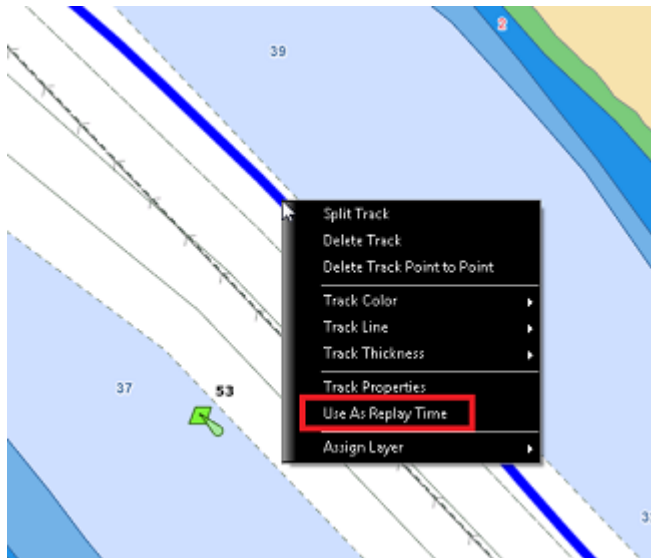 2
39
Split Track
Delete Track
Delete Track Point to Point
Track Color
Track Line
Track Thickness
Track Properties
37
53
Use As Replay Time
Assign Layer